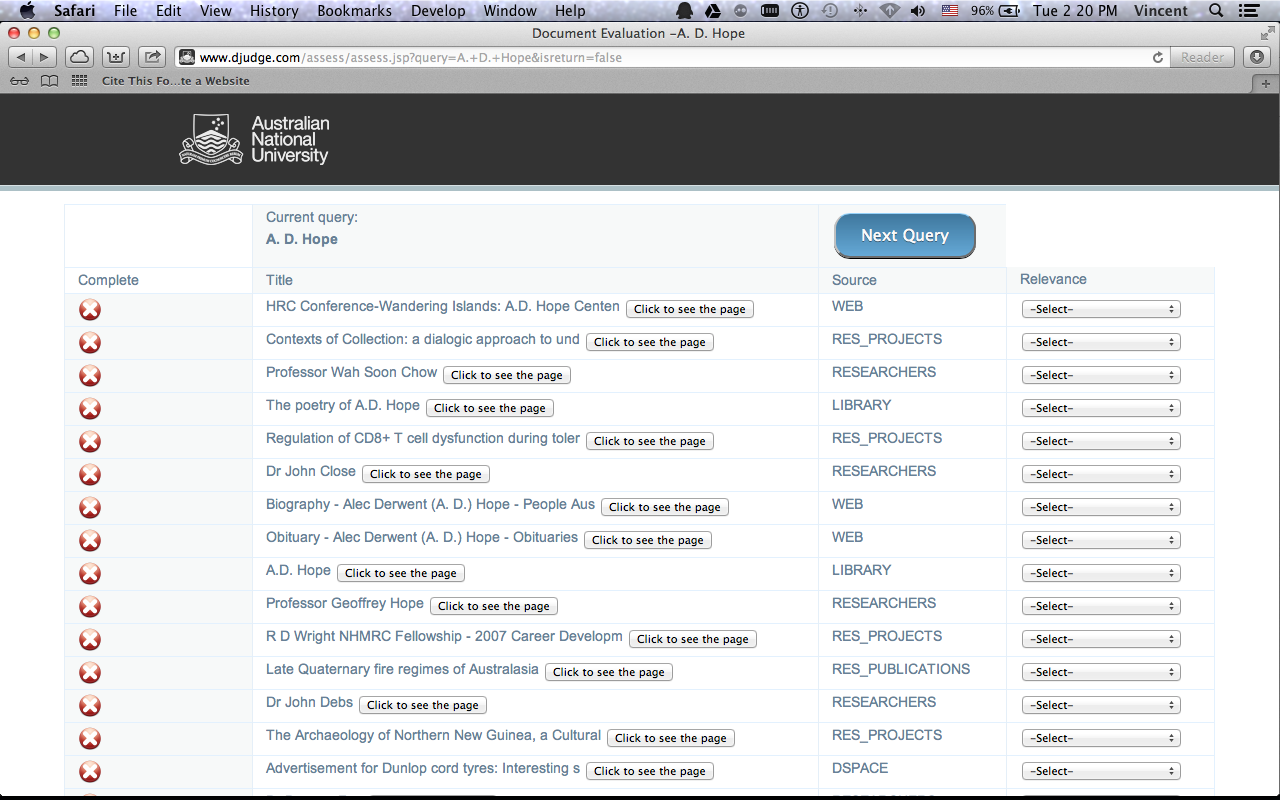 Safari File Edit View History Bookmarks Develop Window Help 96% Tue 2 20 PM Vincent
Document Evaluation –A. D. Hope
www.djudge.com/assess/assess.jsp?query=A.+D.+Hope&isreturn=false Reader
Cite This Fo...te a Website
Australian
National
University
Current query:
A. D. Hope
Next Query
Complete Title Source Relevance
HRC Conference-Wandering Islands: A.D. Hope Centen Click to see the page WEB -Select-
Contexts of Collection: a dialogic approach to und Click to see the page RES_PROJECTS -Select-
Professor Wah Soon Chow Click to see the page RESEARCHERS -Select-
The poetry of A.D. Hope Click to see the page LIBRARY -Select-
Regulation of CD8+ T cell dysfunction during toler Click to see the page RES_PROJECTS -Select-
Dr John Close Click to see the page RESEARCHERS -Select-
Biography - Alec Derwent (A. D.) Hope - People Aus Click to see the page WEB -Select-
Obituary - Alec Derwent (A. D.) Hope - Obituaries Click to see the page WEB -Select-
A.D. Hope Click to see the page LIBRARY -Select-
Professor Geoffrey Hope Click to see the page RESEARCHERS -Select-
R D Wright NHMRC Fellowship - 2007 Career Developm Click to see the page RES_PROJECTS -Select-
Late Quaternary fire regimes of Australasia Click to see the page RES_PUBLICATIONS -Select-
Dr John Debs Click to see the page RESEARCHERS -Select-
The Archaeology of Northern New Guinea, a Cultural Click to see the page RES_PROJECTS -Select-
Advertisement for Dunlop cord tyres: Interesting s Click to see the page DSPACE -Select-